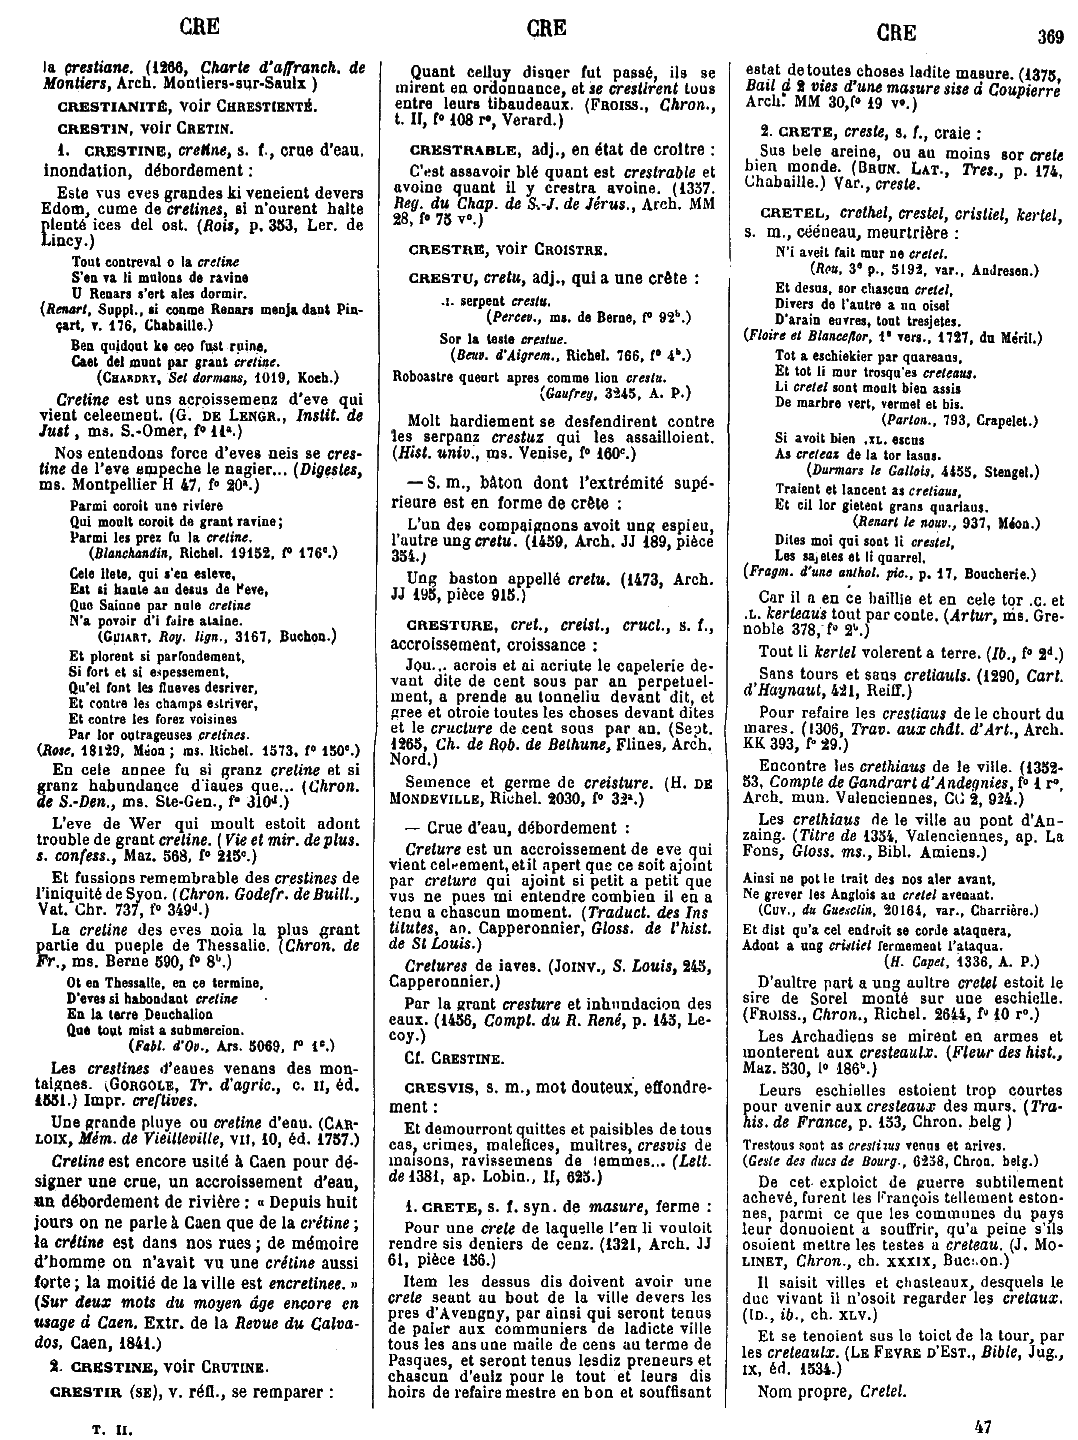 CRE
CRE
CRE
369
la crestiane. (1266, Charte d'affranch. de
Montiers, Arch. Montiers-sur-Saulx )
CRESTIANITÉ, voir CHRESTIENTÉ.
CRESTIN, voir CRETIN.
1. CRESTINE, cretine, s. f., crue d'eau,
inondation, débordement :
Este vus eves grandes ki veneient devers
Edom, cume de cretines, si n'ourent halte
plenté ices del ost. (Rois, p. 353, Ler. de
Lincy.)
Tout contreval o la cretine
S'en va li mulons de ravine
U Renars s'ert ales dormir.
(Renart, Suppl., si conme Renars menja dant Pin-
çart, v. 176, Chabaille.)
Ben quidout ke ceo fust ruine,
Caet del munt par grant cretine.
(CHARDRY, Set dormans, 1019, Koch.)
Cretine est uns acroissemenz d'eve qui
vient celeement. (G. DE LENGR., Instit. de
Just , ms. S.-Omer, f° 11ª.)
Nos entendons force d'eves neis se cres-
tine de l'eve empeche le nagier... (Digestes,
ms. Montpellier H 47, f° 20ª.)
Parmi coroit une riviere
Qui moult coroit de grant ravine;
Parmi les prez fu la cretine.
(Blanchandin, Richel. 19152, f° 176ᶜ.)
Cele Ilete, qui s'en esleve,
Est si haute au desus de l'eve,
Que Saine par nule cretine
N'a povoir d'i faire ataine.
(GUIART, Roy. lign., 3167, Buchon.)
Et plorent si parfondement,
Si fort et si espessement,
Qu'el font les flueves desriver,
Et contre les champs estriver,
Et contre les forez voisines
Par lor outrageuses cretines.
(Rose, 18129, Méon ; ms. Richel. 1573, f° 150ᶜ.)
En cele annee fu si granz cretine et si
granz habundance d'iaues que... (Chron.
de S.-Den., ms. Ste-Gen., f° 310ᵈ.)
L'eve de Wer qui moult estoit adont
trouble de grant cretine. (Vie et mir. de plus.
s. confess., Maz. 568, f° 215ᶜ.)
Et fussions remembrable des crestines de
l'iniquité de Syon. (Chron. Godefr. de Buill.,
Vat. Chr. 737, f° 349ᵈ.)
La cretine des eves noia la plus grant
partie du pueple de Thessalie. (Chron. de
Fr., ms. Berne 590, f° 8ᵇ.)
Ot en Thessalle, en ce termine,
D'eves si habondant cretine
En la terre Deuchalion
Que tout mist a submercion.
(Fabl. d'Ov., Ars. 5069, f° 1ᶜ.)
Les crestines d'eaues venans des mon-
taignes. (GORGOLE, Tr. d'agric., c. II, éd.
1551.) Impr. creftives.
Une grande pluye ou cretine d'eau. (CAR-
LOIX, Mém. de Vieilleville, VII, 10, éd. 1757.)
Cretine est encore usité à Caen pour dé-
signer une crue, un accroissement d'eau,
un débordement de rivière : « Depuis huit
jours on ne parle à Caen que de la crétine ;
la crétine est dans nos rues ; de mémoire
d'homme on n'avait vu une crétine aussi
forte ; la moitié de la ville est encretinee. »
(Sur deux mots du moyen âge encore en
usage à Caen. Extr. de la Revue du Calva-
dos, Caen, 1841.)
2. CRESTINE, voir CRUTINE.
CRESTIR (SE), v. réfl., se remparer :
T. II.
Quant celluy disner fut passé, ils se
mirent en ordonnance, et se crestirent tous
entre leurs tibaudeaux. (FROISS., Chron.,
t. II, f° 108 r°, Verard.)
CRESTRABLE, adj., en état de croître :
C'est assavoir blé quant est crestrable et
avoine quant il y crestra avoine. (1337.
Reg. du Chap. de S.-J. de Jérus., Arch. MM
28, f° 75 v°.)
CRESTRE, voir CROISTRE.
CRESTU, cretu, adj., qui a une crête :
.I. serpent crestu.
(Percev., ms. de Berne, f° 92ᵇ.)
Sor la teste crestue.
(Beuv. d'Aigrem., Richel. 766, f° 4ᵇ.)
Roboastre queurt apres comme lion crestu.
(Gaufrey, 3245, A. P.)
Molt hardiement se desfendirent contre
les serpanz crestuz qui les assailloient.
(Hist. univ., ms. Venise, f° 160ᶜ.)
— S. m., bâton dont l'extrémité supé-
rieure est en forme de crête :
L'un des compaignons avoit ung espieu,
l'autre ung cretu. (1459, Arch. JJ 189, pièce
354.)
Ung baston appellé cretu. (1473, Arch.
JJ 195, pièce 915.)
CRESTURE, cret., creist., cruct., s. f.,
accroissement, croissance :
Jou... acrois et ai acriute le capelerie de-
vant dite de cent sous par an perpetuel-
ment, a prende au tonneliu devant dit, et
gree et otroie toutes les choses devant dites
et le cructure de cent sous par an. (Sept.
1265, Ch. de Rob. de Bethune, Flines, Arch.
Nord.)
Semence et germe de creisture. (H. DE
MONDEVILLE, Richel. 2030, f° 32ª.)
— Crue d'eau, débordement :
Creture est un accroissement de eve qui
vient celeement, et il apert que ce soit ajoint
par creture qui ajoint si petit a petit que
vus ne pues mi entendre combien il en a
tenu a chascun moment. (Traduct. des Ins
titutes, an. Capperonnier, Gloss. de l'hist.
de St Louis.)
Cretures de iaves. (JOINV., S. Louis, 245,
Capperonnier.)
Par la grant cresture et inhundacion des
eaux. (1456, Compt. du R. René, p. 145, Le-
coy.)
Cf. CRESTINE.
CRESVIS, s. m., mot douteux, effondre-
ment :
Et demourront quittes et paisibles de tous
cas, crimes, malefices, multres, cresvis de
maisons, ravissemens de femmes... (Lett.
de 1381, ap. Lobin., II, 625.)
1. CRETE, s. f. syn. de masure, ferme :
Pour une crete de laquelle l'en li vouloit
rendre sis deniers de cenz. (1321, Arch. JJ
61, pièce 156.)
Item les dessus dis doivent avoir une
crete seant au bout de la ville devers les
pres d'Avengny, par ainsi qui seront tenus
de paier aux communiers de ladicte ville
tous les ans une maile de cens au terme de
Pasques, et seront tenus lesdiz preneurs et
chascun d'eulz pour le tout et leurs dis
hoirs de refaire mestre en bon et souffisant
estat de toutes choses ladite masure. (1375,
Bail à 2 vies d'une masure sise à Coupierre
Arch. MM 30, f° 19 v°.)
2. CRETE, creste, s. f., craie :
Sus bele areine, ou au moins sor crete
bien monde. (BRUN. LAT., Tres., p. 174,
Chabaille.) Var., creste.
CRETEL, crethel, crestel, cristiel, kertel,
s. m., céeneau, meurtrière :
N'i aveit fait mur ne cretel.
(Rou, 3ᵉ p., 5192, var., Andresen.)
Et desus, sor chascun cretel,
Divers de l'autre a un oisel
D'arain euvres, tout tresjetes.
(Floire et Blanceflor, 1ᵉ vers., 1727, du Méril.)
Tot a eschiekier par quareaus,
Et tot li mur trosqu'es creteaus.
Li cretel sont moult bien assis
De marbre vert, vermel et bis.
(Parton., 793, Crapelet.)
Si avoit bien .XL. escus
As creteaz de la tor lasus.
(Durmars le Gallois, 4455, Stengel.)
Traient et lancent as cretiaus,
Et cil lor gietent grans quariaus.
(Renart le nouv., 937, Méon.)
Dites moi qui sont li crestel,
Les sajetes et li quarrel,
(Fragm. d'une anthol. pic., p. 17, Boucherie.)
Car il a en ce baillie et en cele tor .c. et
.L. kerteaus tout par conte. (Artur, ms. Gre-
noble 378, f° 2ᵇ.)
Tout li kertel volerent a terre. (Ib., f° 2ᵈ.)
Sans tours et sans cretiauls. (1290, Cart.
d'Haynaut, 421, Reiff.)
Pour refaire les crestiaus de le chourt du
mares. (1306, Trav. aux chât. d'Art., Arch.
KK 393, f° 29.)
Encontre les crethiaus de le ville. (1352-
53, Compte de Gandrart d'Andegnies, f° 1 r°,
Arch. mun. Valenciennes, CC 2, 924.)
Les crethiaus de le ville au pont d'An-
zaing. (Titre de 1354, Valenciennes, ap. La
Fons, Gloss. ms., Bibl. Amiens.)
Ainsi ne pot le trait des nos aler avant,
Ne grever les Anglois au cretel avenant.
(CUV., du Guesclin, 20164, var., Charrière.)
Et dist qu'a cel endruit se corde ataquera,
Adont a ung cristiel fermement l'ataqua.
(H. Capet, 1336, A. P.)
D'aultre part a ung aultre cretel estoit le
sire de Sorel monté sur une eschielle.
(FROISS., Chron., Richel. 2644, f° 10 r°.)
Les Archadiens se mirent en armes et
monterent aux cresteaulx. (Fleur des hist.,
Maz. 530, f° 186ᵇ.)
Leurs eschielles estoient trop courtes
pour avenir aux cresteaux des murs. (Tra-
his. de France, p. 153, Chron. belg )
Trestous sont as crestiaus venus et arives.
(Geste des ducs de Bourg., 6258, Chron. belg.)
De cet exploict de guerre subtilement
achevé, furent les François tellement eston-
nes, parmi ce que les communes du pays
leur donuoient a souffrir, qu'a peine s'ils
osoient mettre les testes a creteau. (J. MO-
LINET, Chron., ch. XXXIX, Buchon.)
Il saisit villes et chasteaux, desquels le
duc vivant il n'osoit regarder les cretaux.
(ID., ib., ch. XLV.)
Et se tenoient sus le toict de la tour, par
les creteaulx. (LE FEVRE D'EST., Bible, Jug.,
IX, éd. 1534.)
Nom propre, Cretel.
47